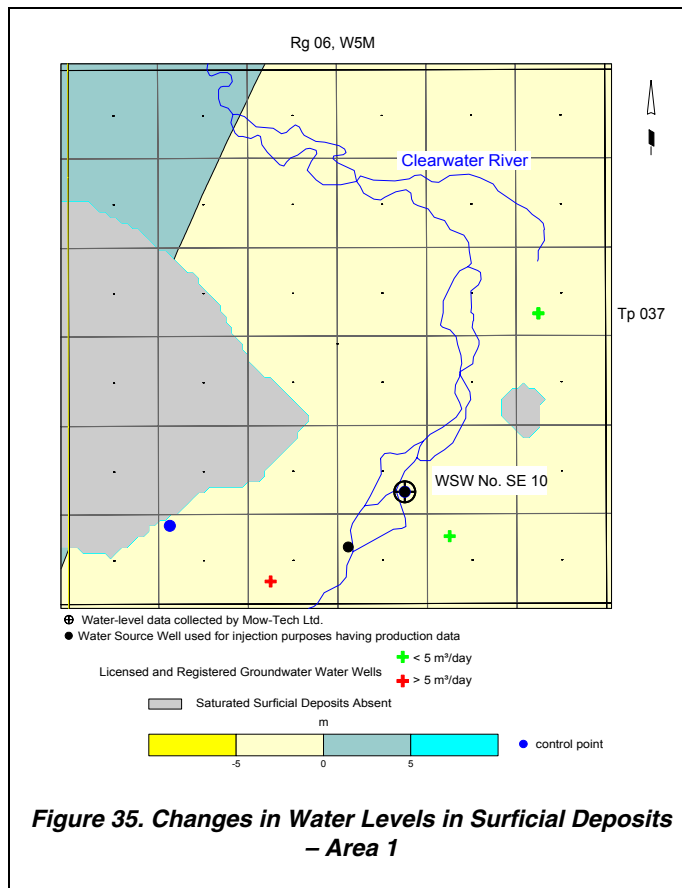 Rg 06, W5M
Clearwater River
Tp 037
WSW No. SE 10
Water-level data collected by Mow-Tech Ltd.
Water Source Well used for injection purposes having production data
Licensed and Registered Groundwater Water Wells
< 5 m³/day
> 5 m³/day
Saturated Surficial Deposits Absent
m
-5 0 5
control point
Figure 35. Changes in Water Levels in Surficial Deposits
– Area 1